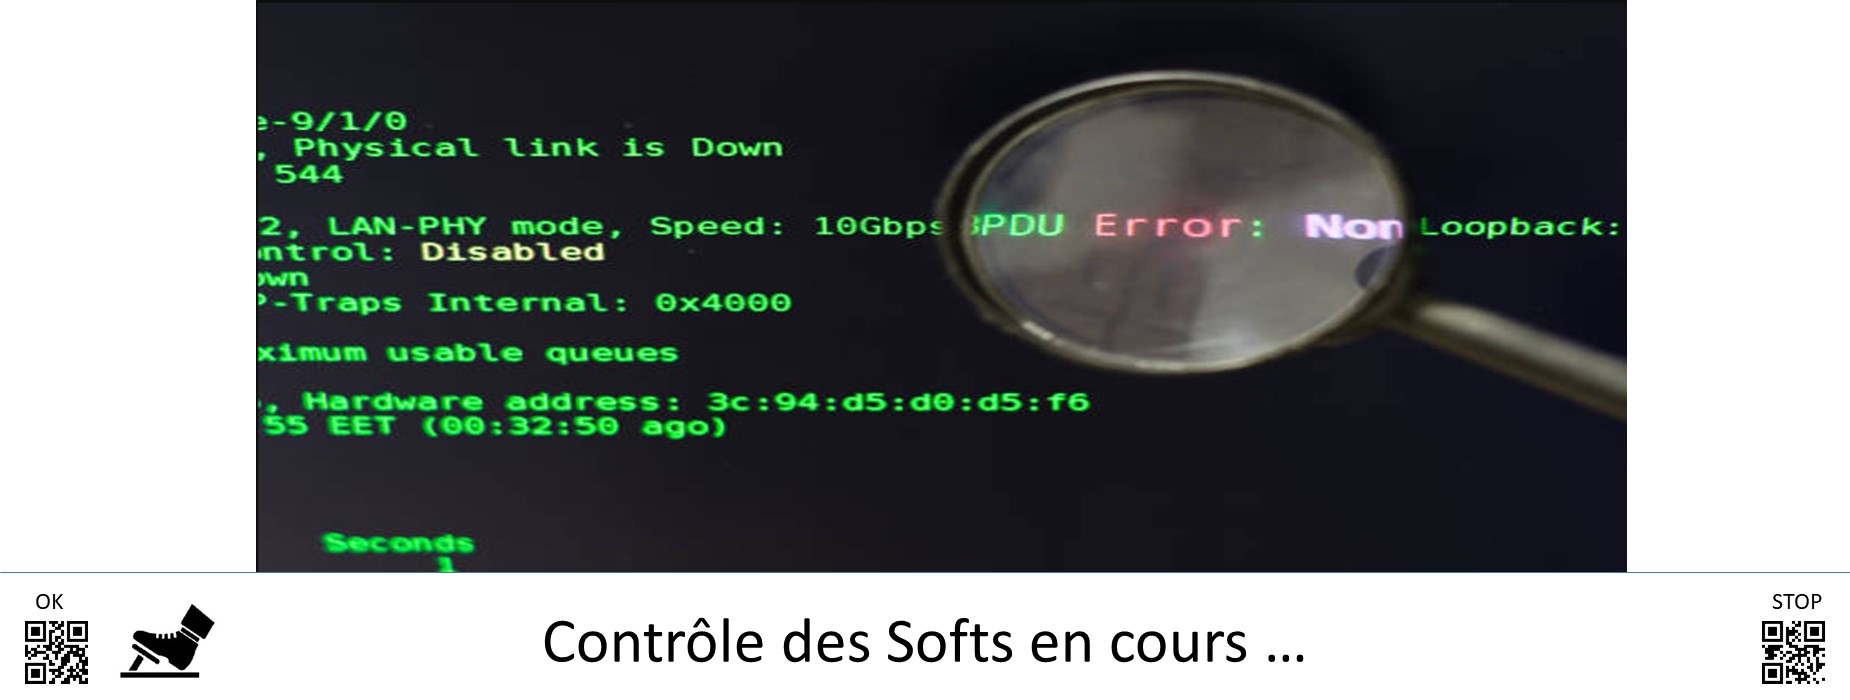 e-9/1/0
, Physical link is Down
544
2, LAN-PHY mode, Speed: 10Gbps BPDU Error: Non Loopback:
ntrol: Disabled
own
P-Traps Internal: 0x4000
ximum usable queues
, Hardware address: 3c:94:d5:d0:d5:f6
55 EET (00:32:50 ago)
Seconds
1
OK
Contrôle des Softs en cours ...
STOP